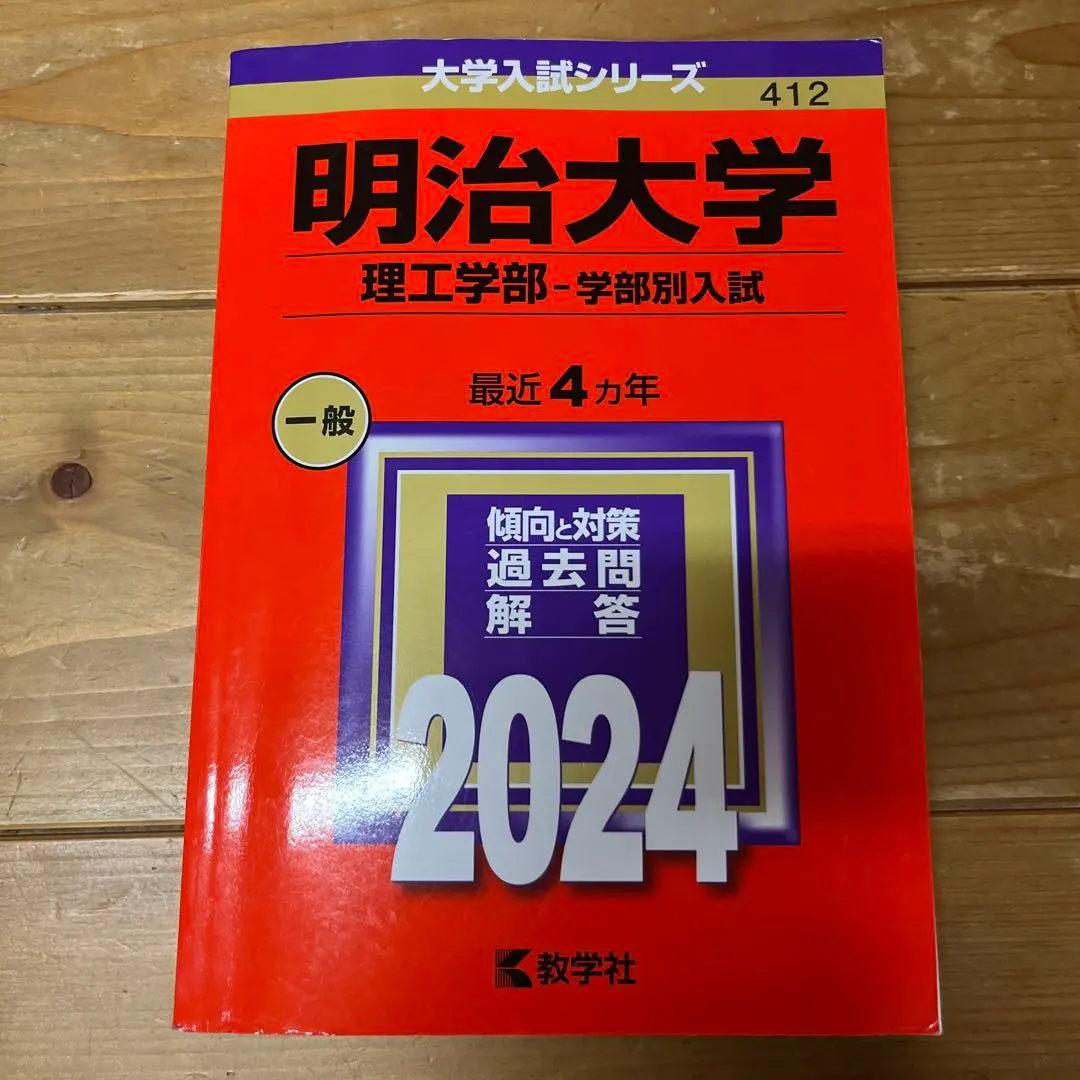 大学入試シリーズ
412
明治大学
理工学部-学部別入試
最近4カ年
一般
傾向と対策
過去問
解答
2024
教学社